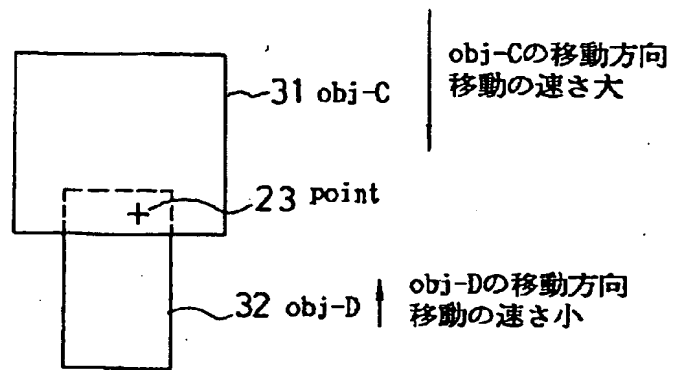 obj-Cの移動方向
移動の速さ大
31 obj-C
23 point
32 obj-D
obj-Dの移動方向
移動の速さ小